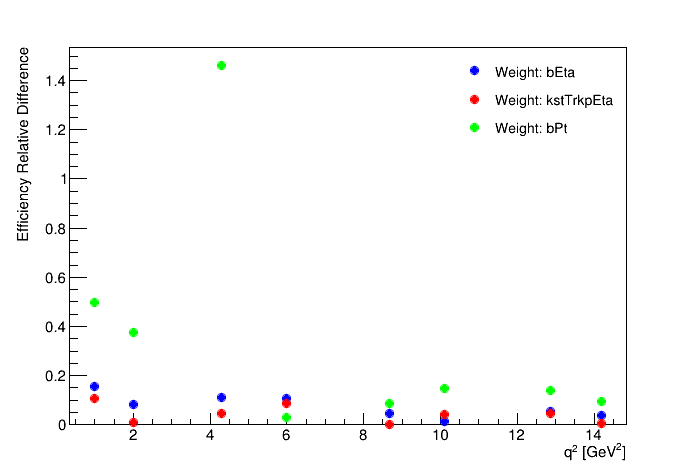 Efficiency Relative Difference
1.4
1.2
1
0.8
0.6
0.4
0.2
0
Weight: bEta
Weight: kstTrkpEta
Weight: bPt
2 4 6 8 10 12 14
q² [GeV²]